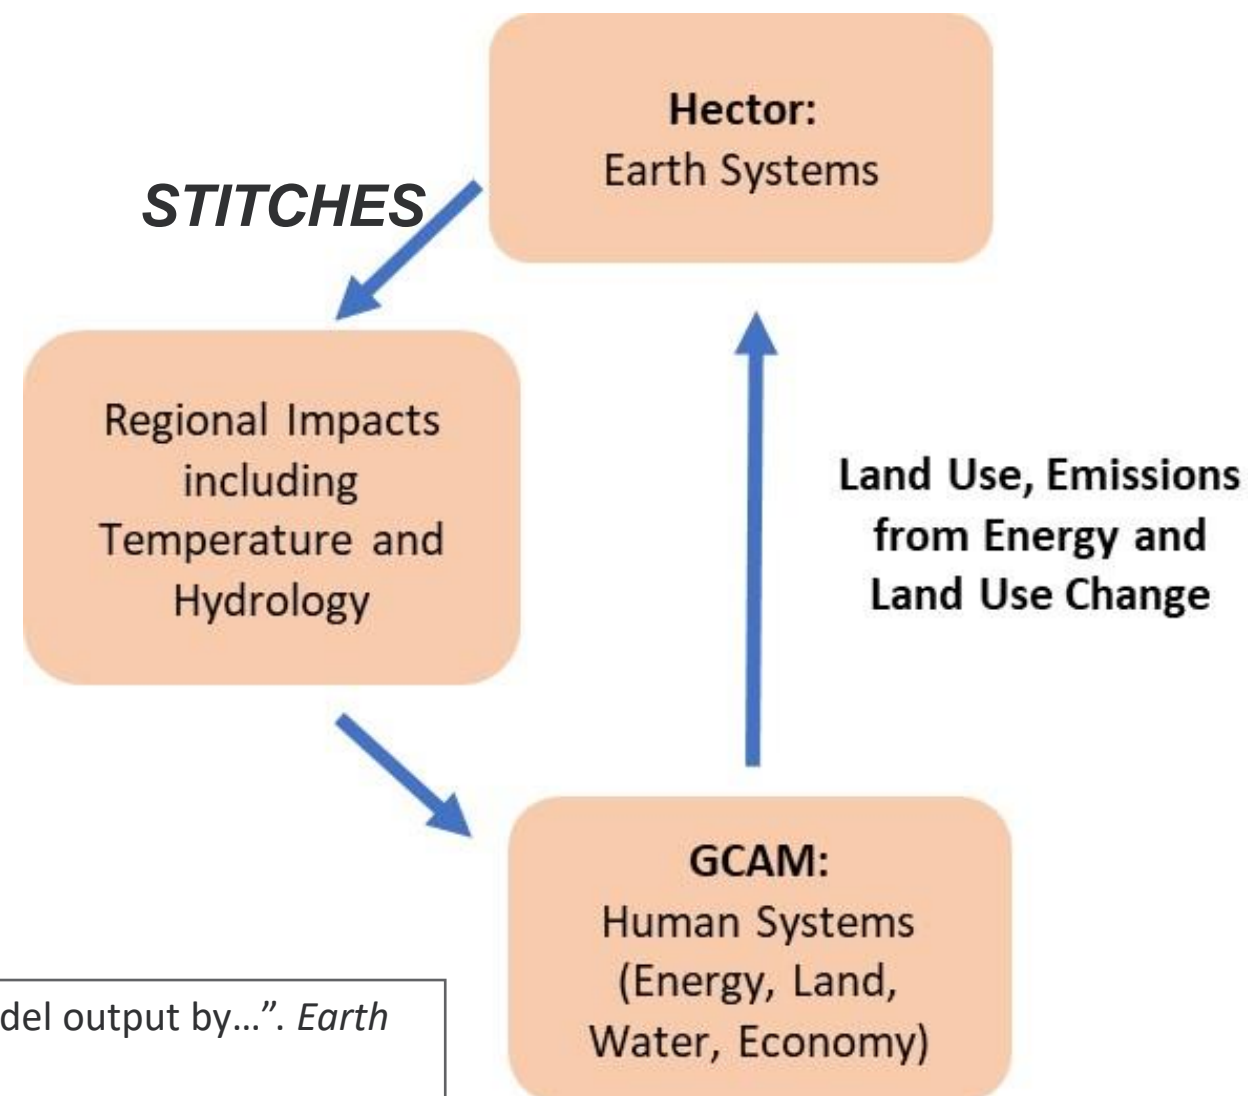 Hector:
Earth Systems
STITCHES
Regional Impacts
including
Temperature and
Hydrology
Land Use, Emissions
from Energy and
Land Use Change
GCAM:
Human Systems
(Energy, Land,
Water, Economy)
del output by…”. Earth